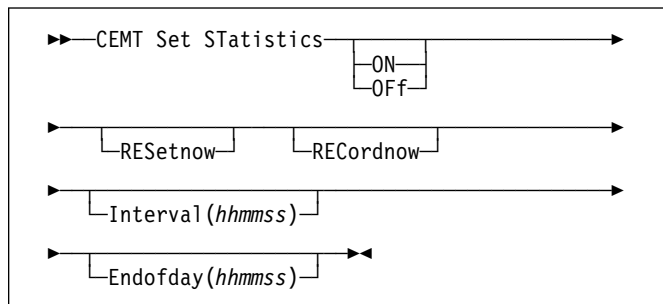 CEMT Set STatistics
ON
OFf
RESetnow RECordnow
Interval(hhmmss)
Endofday(hhmmss)